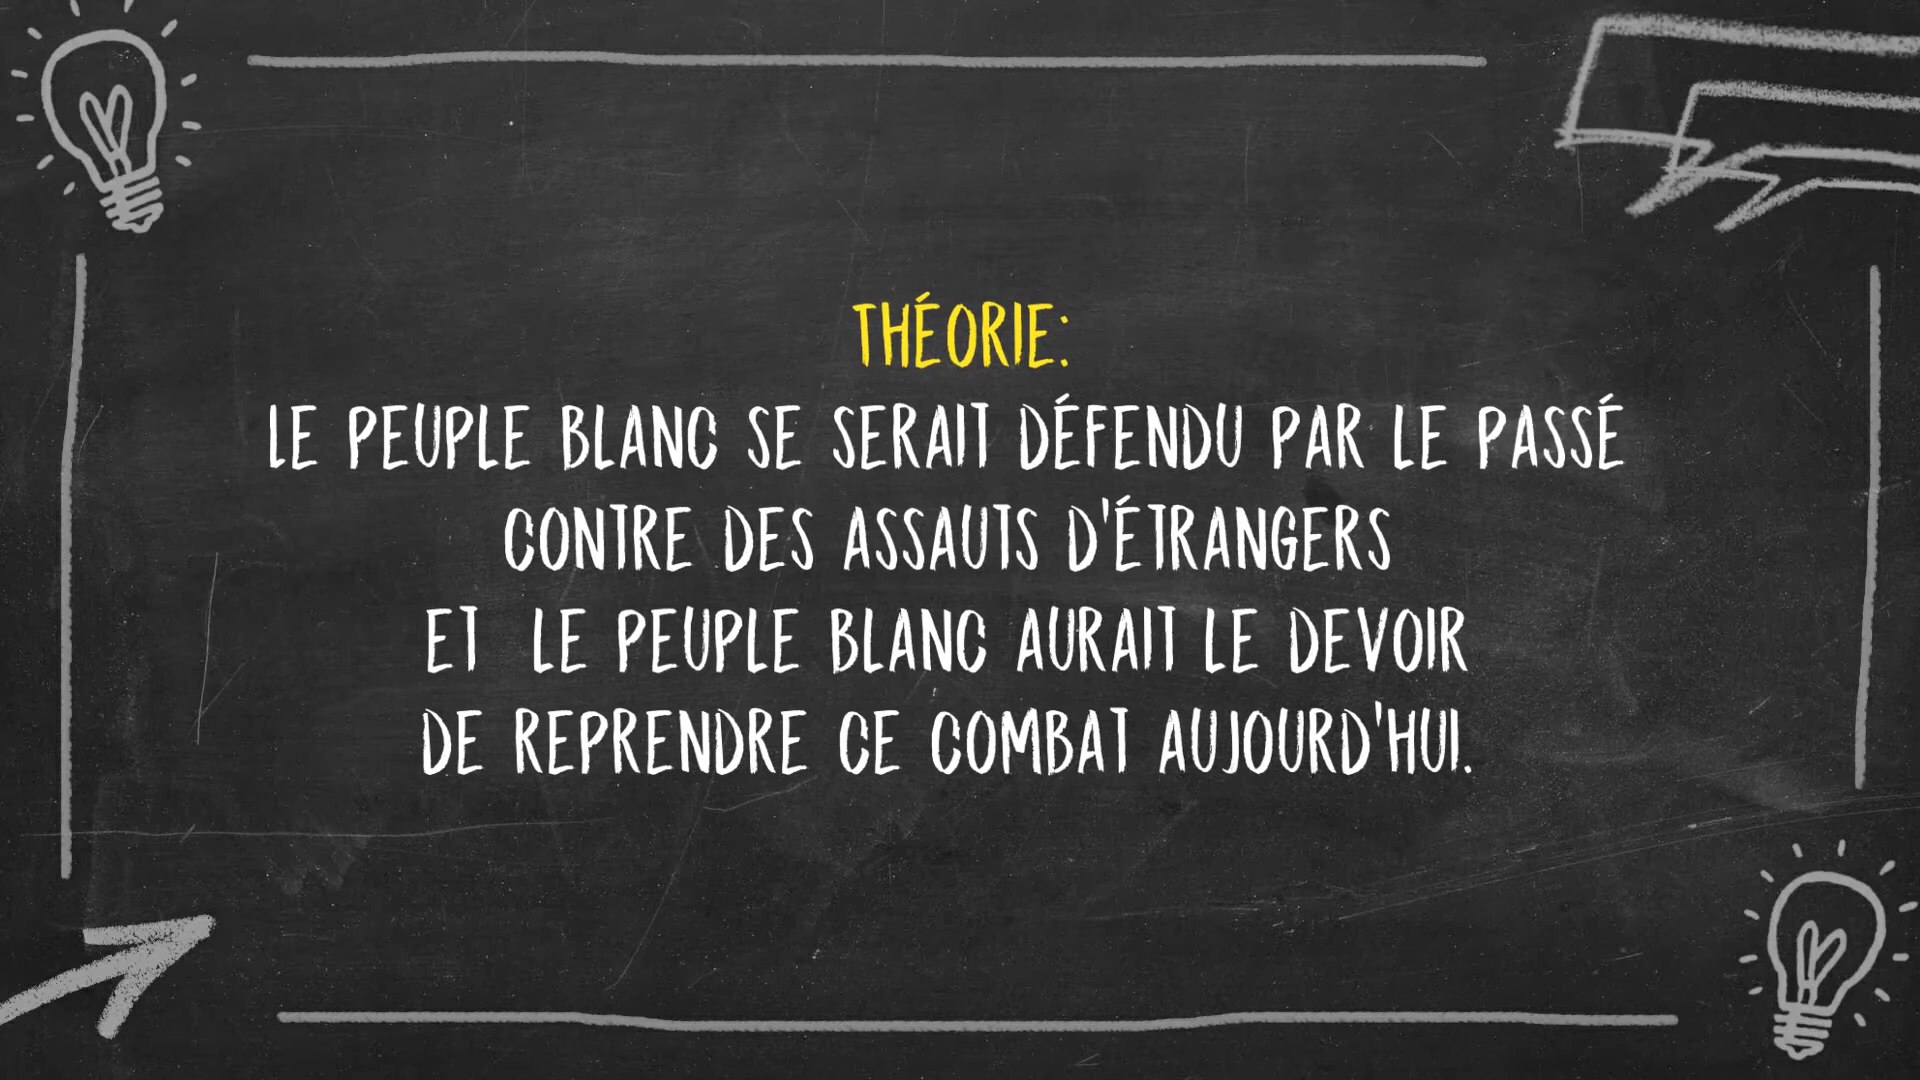 THÉORIE:
LE PEUPLE BLANC SE SERAIT DÉFENDU PAR LE PASSÉ
CONTRE DES ASSAUTS D'ÉTRANGERS
ET LE PEUPLE BLANC AURAIT LE DEVOIR
DE REPRENDRE CE COMBAT AUJOURD'HUI.